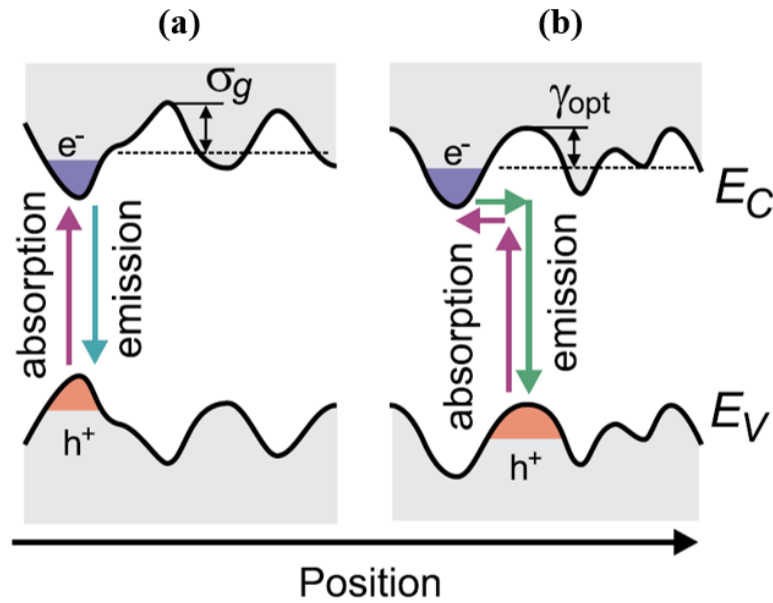 (a)
(b)
σg
γopt
e-
e-
EC
absorption
emission
absorption
emission
EV
h+
h+
Position